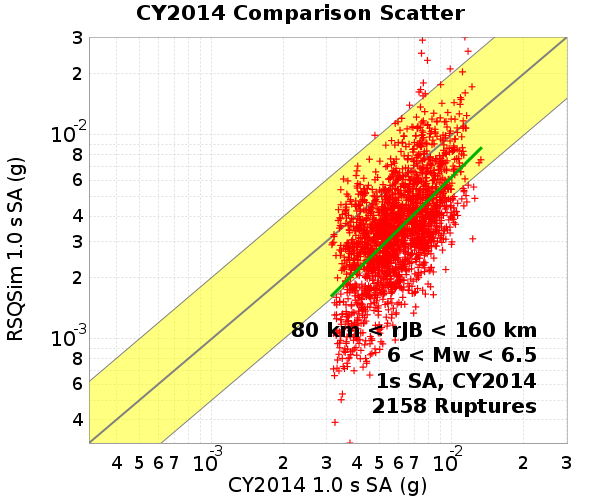 CY2014 Comparison Scatter
3
2
10-2
8
6
4
3
2
10-3
8
6
4
RSQSim 1.0 s SA (g)
80 km < rJB < 160 km
6 < Mw < 6.5
1s SA, CY2014
2158 Ruptures
4 5 6 7 10-3 2 3 4 5 6 7 10-2 2 3
CY2014 1.0 s SA (g)